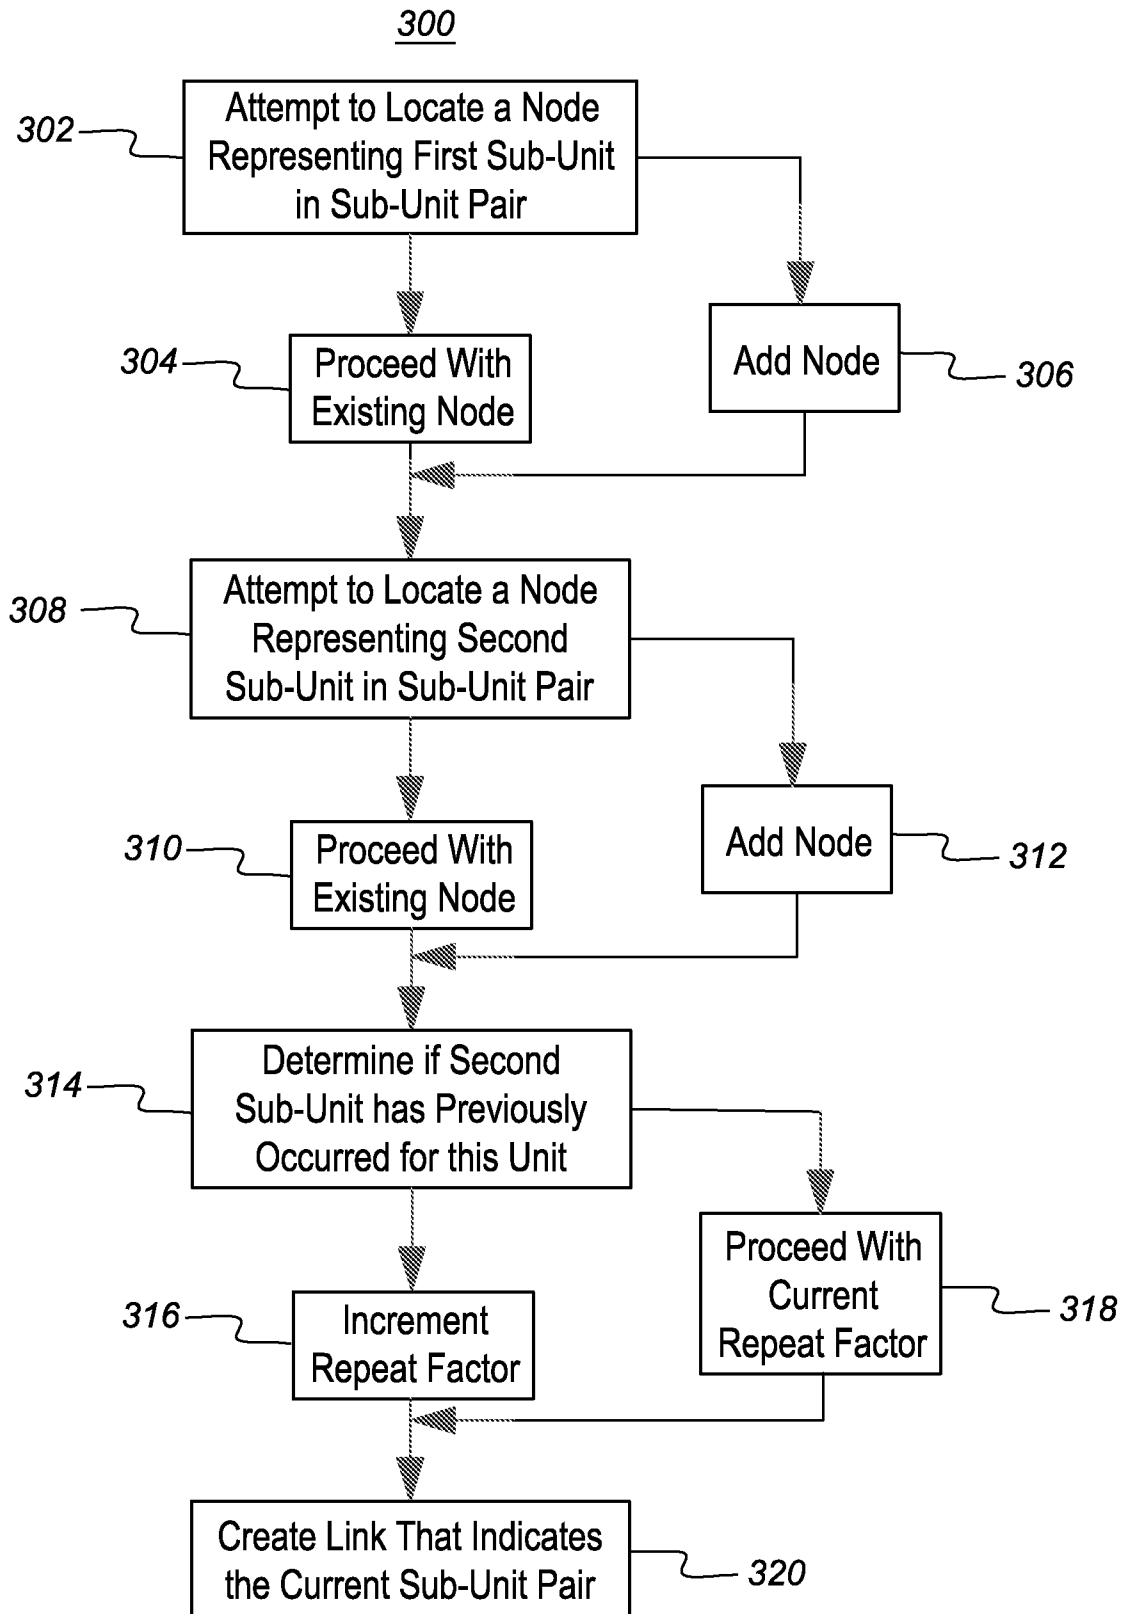 300
302
Attempt to Locate a Node
Representing First Sub-Unit
in Sub-Unit Pair
304
Proceed With
Existing Node
Add Node
306
308
Attempt to Locate a Node
Representing Second
Sub-Unit in Sub-Unit Pair
310
Proceed With
Existing Node
Add Node
312
314
Determine if Second
Sub-Unit has Previously
Occurred for this Unit
316
Increment
Repeat Factor
Proceed With
Current
Repeat Factor
318
Create Link That Indicates
the Current Sub-Unit Pair
320